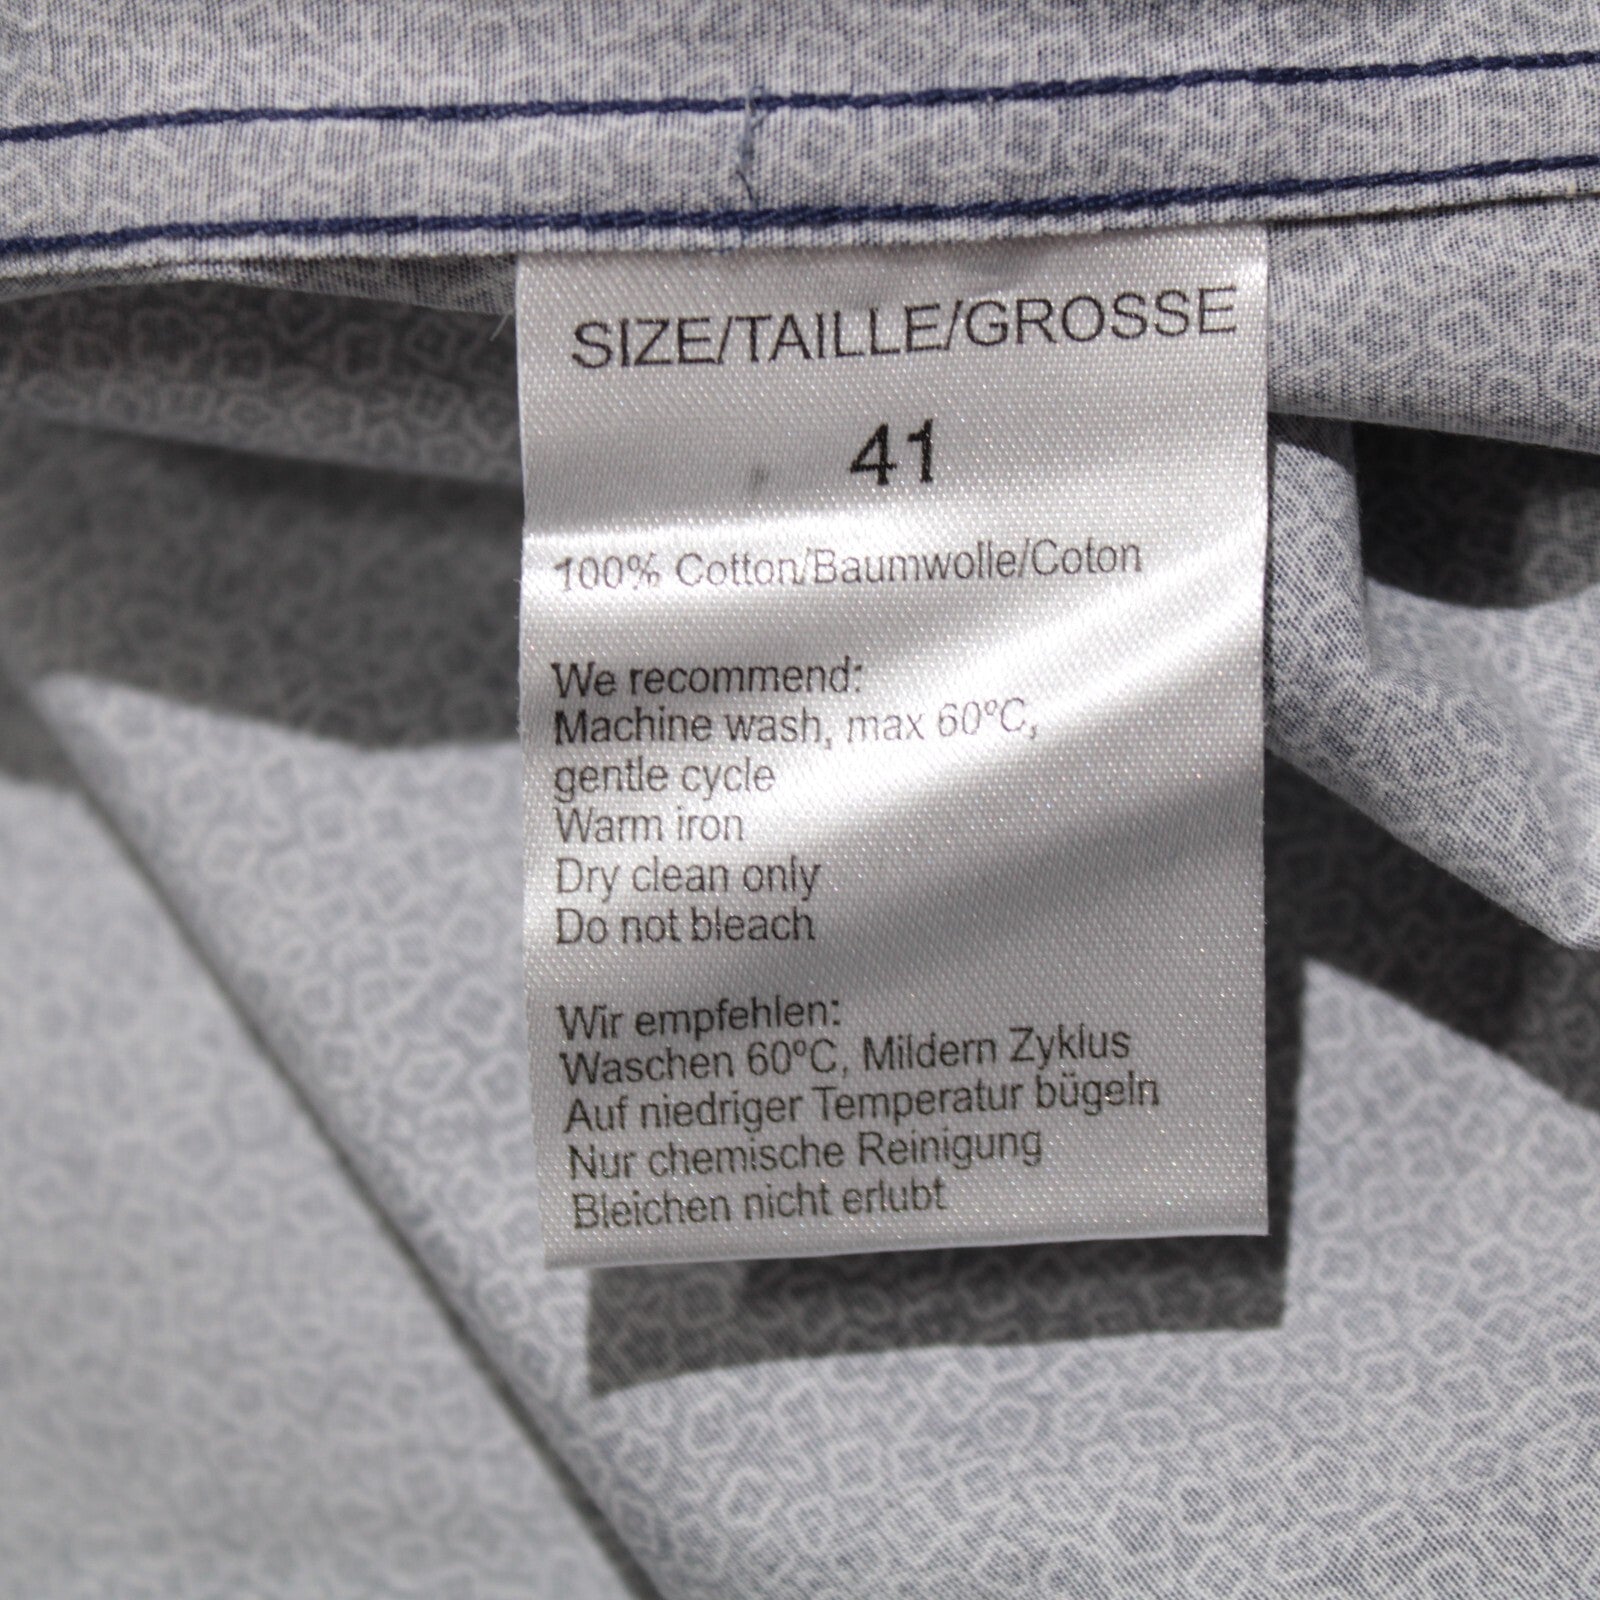 SIZE/TAILLE/GROSSE
41
100% Cotton/Baumwolle/Coton
We recommend:
Machine wash, max 60ºC,
gentle cycle
Warm iron
Dry clean only
Do not bleach
Wir empfehlen:
Waschen 60ºC, Mildern Zyklus
Auf niedriger Temperatur bügeln
Nur chemische Reinigung
Bleichen nicht erlubt